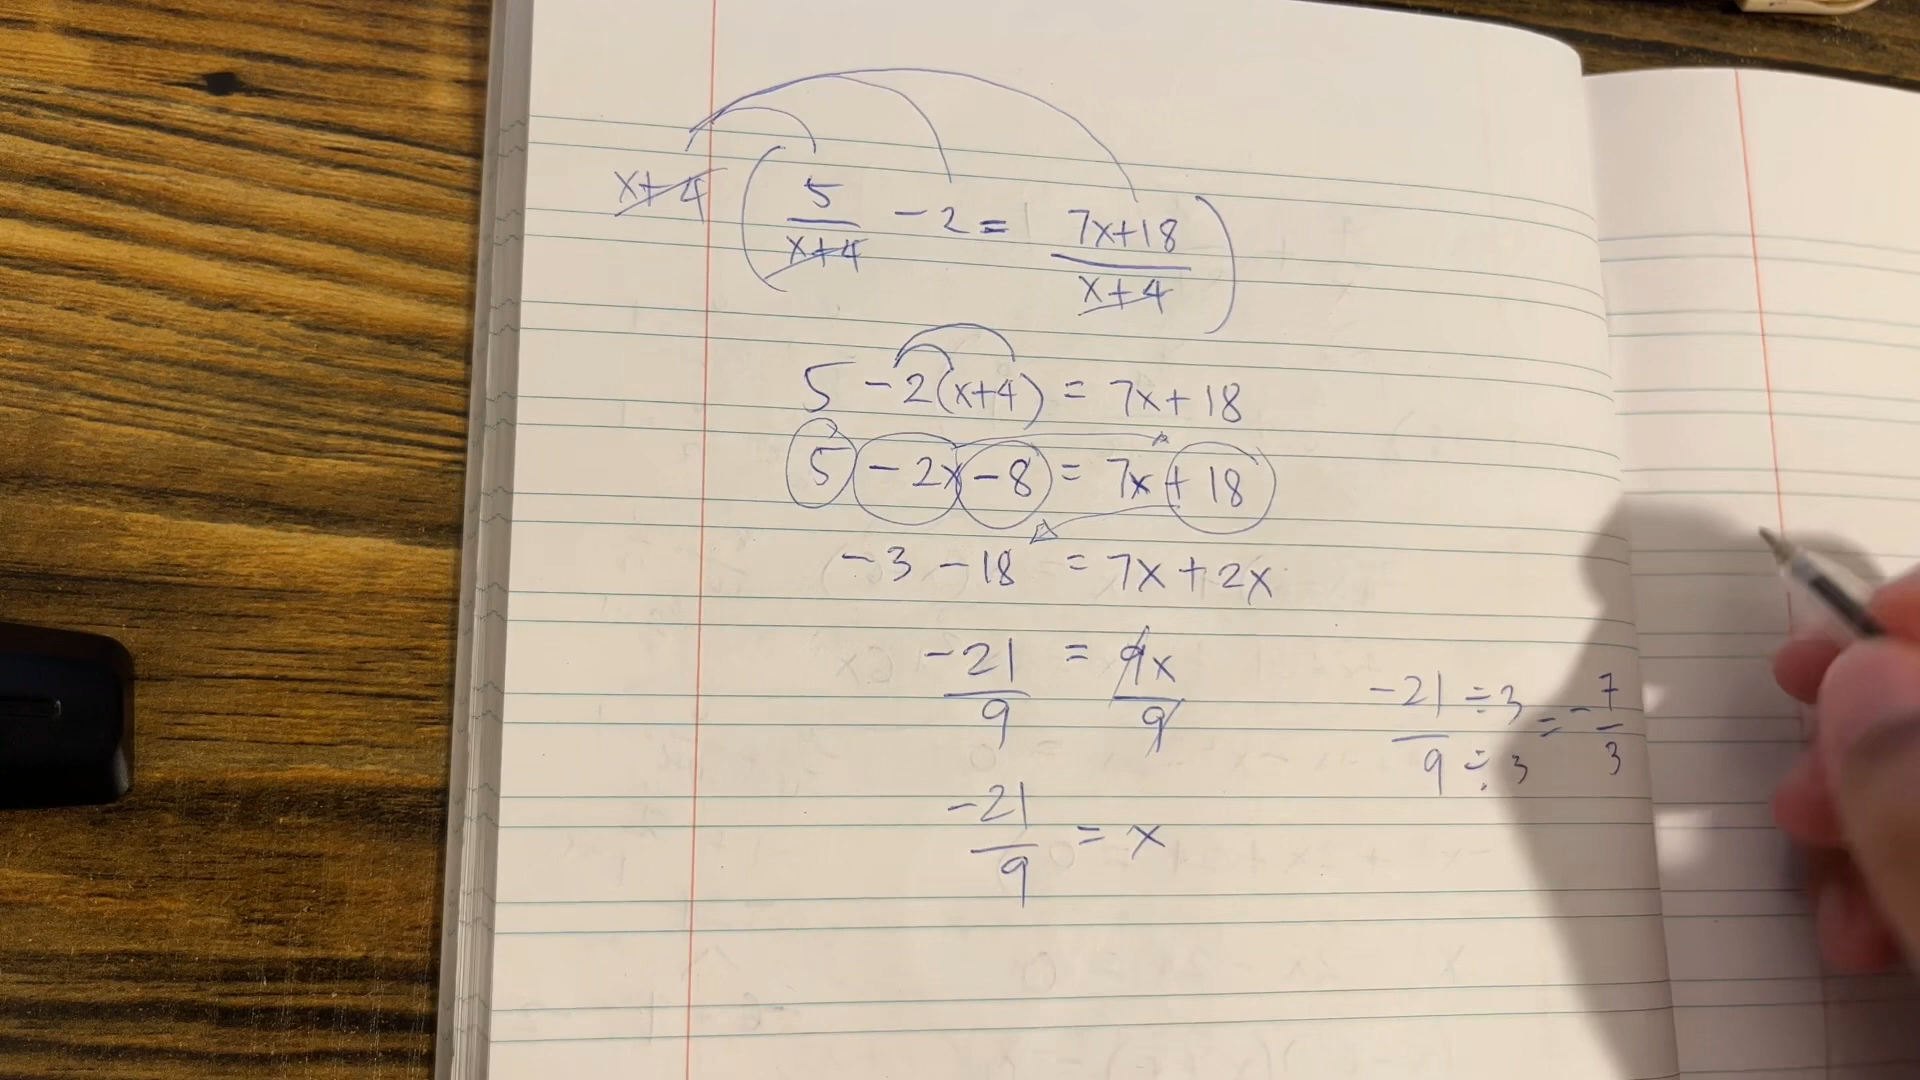 x+4 ( 5/(x+4) - 2 = (7x+18)/(x+4) )
5 - 2(x+4) = 7x+18
5 - 2x - 8 = 7x + 18
-3 - 18 = 7x + 2x
-21/9 = 9x/9
-21 ÷ 3 / 9 ÷ 3 = -7/3
-21/9 = x